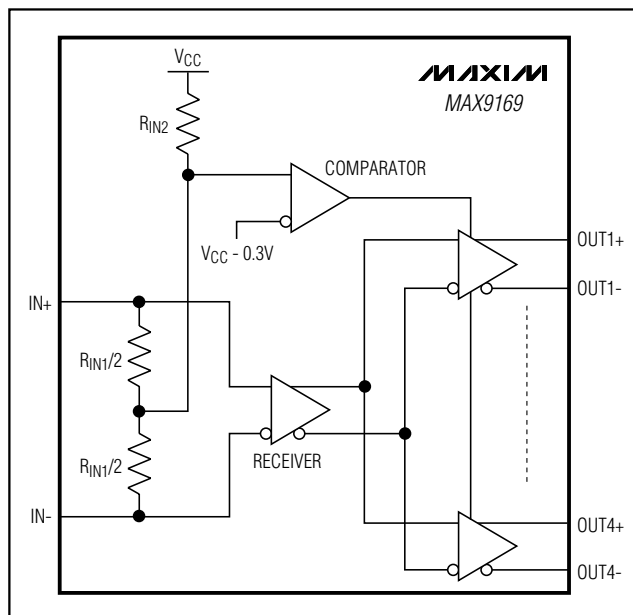 VCC
MAXIM
MAX9169
RIN2
COMPARATOR
VCC - 0.3V
OUT1+
OUT1-
IN+
RIN1/2
RIN1/2
RECEIVER
IN-
OUT4+
OUT4-